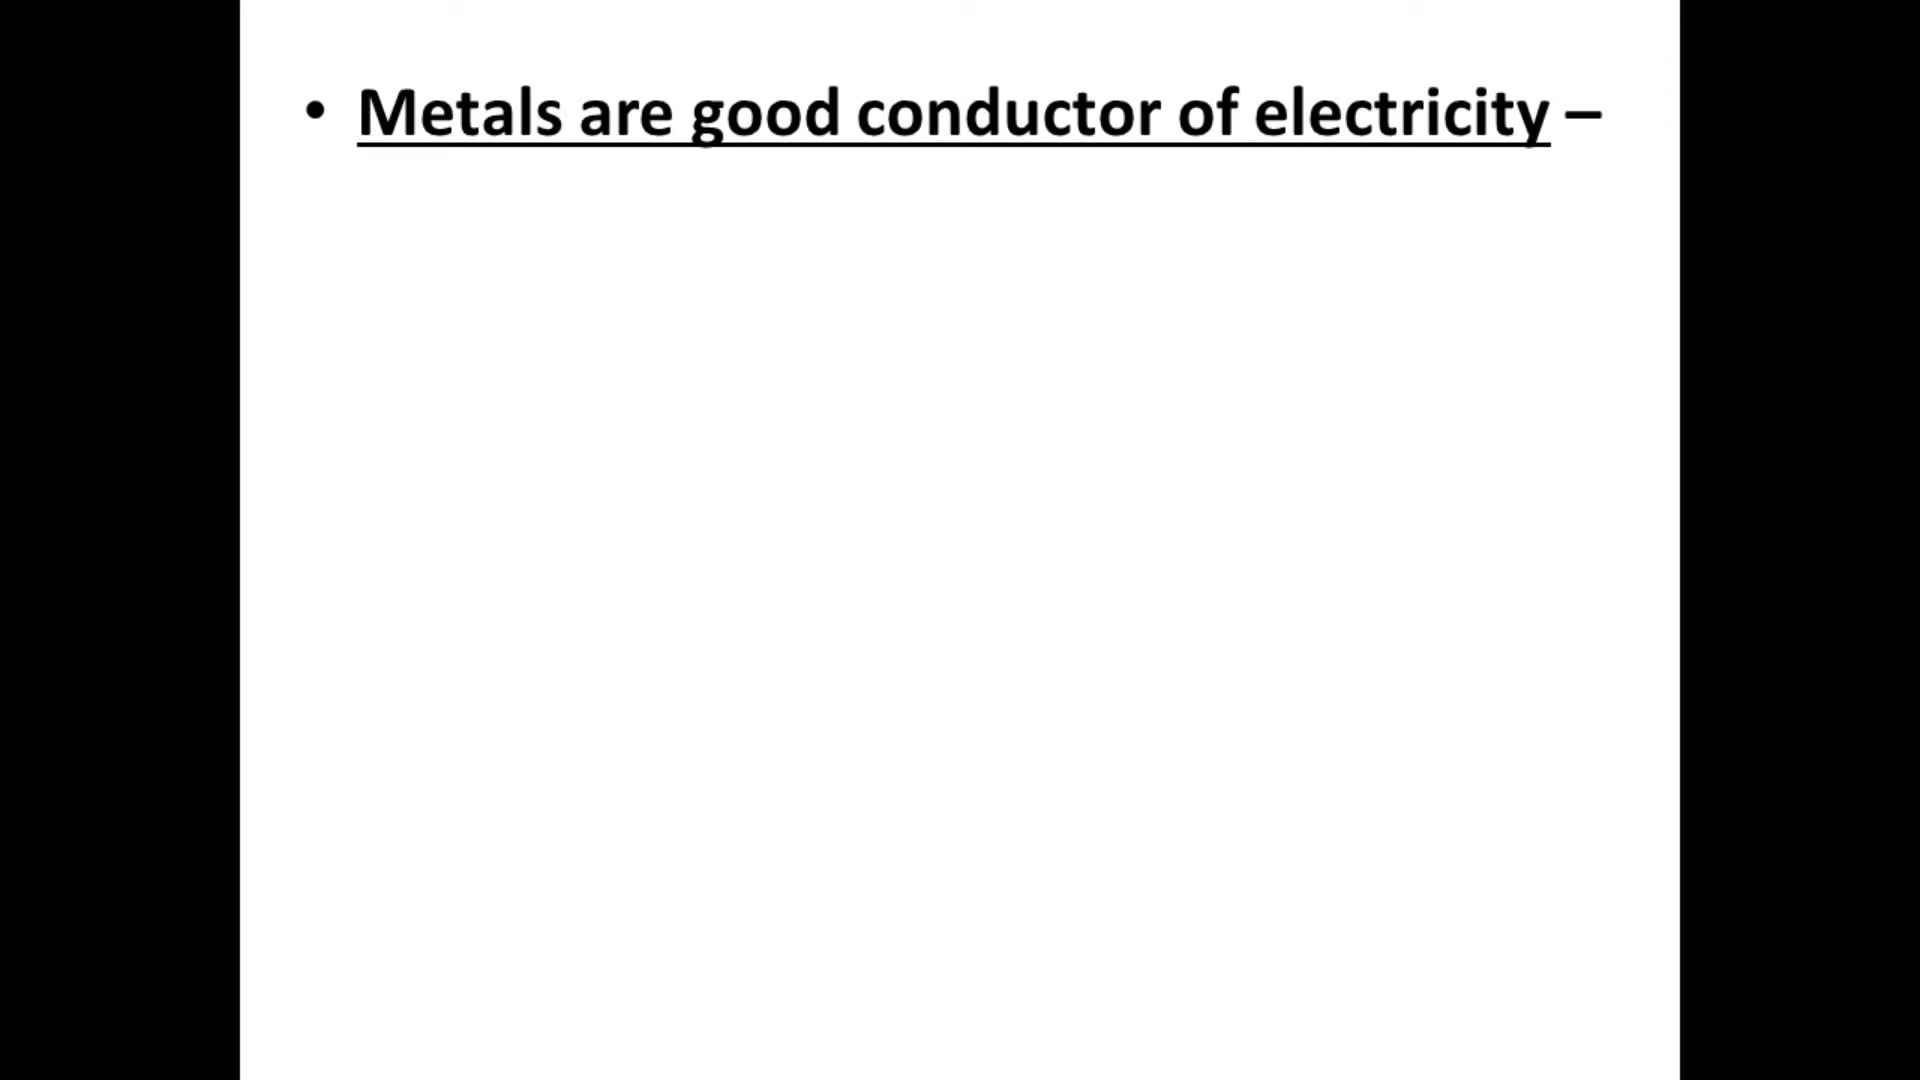 • Metals are good conductor of electricity –